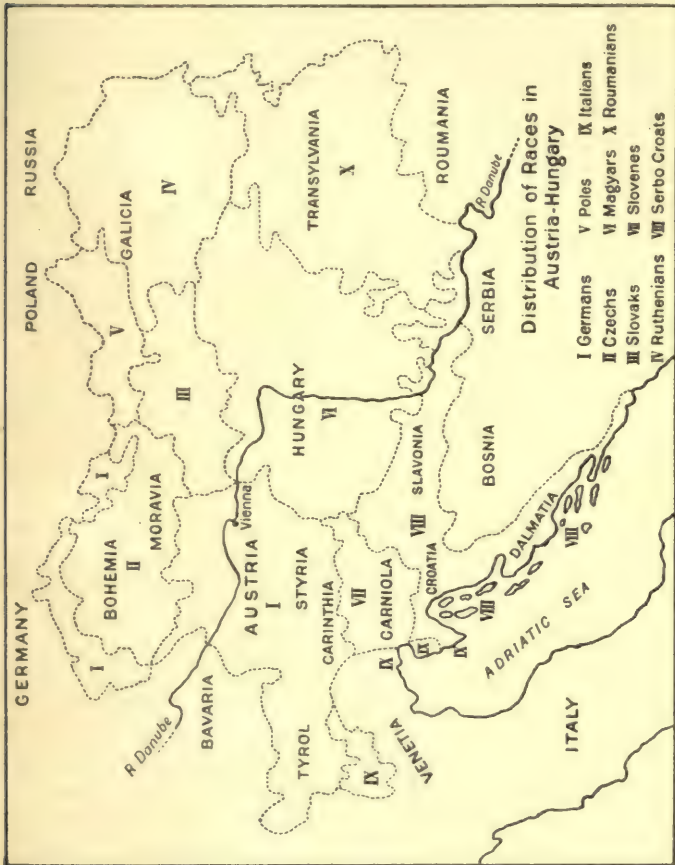 GERMANY
POLAND
RUSSIA
I
BOHEMIA
II
I
MORAVIA
V
GALICIA
IV
III
R Danube
BAVARIA
Vienna
AUSTRIA
I
STYRIA
HUNGARY
VI
TRANSYLVANIA
X
TYROL
IX
CARINTHIA
VII
CARNIOLA
VENETIA
IX
IX
IX
CROATIA
SLAVONIA
VIII
ROUMANIA
R Danube
BOSNIA
SERBIA
DALMATIA
VIII
VIII
ADRIATIC SEA
ITALY
Distribution of Races in
Austria-Hungary
I Germans V Poles IX Italians
II Czechs VI Magyars X Roumanians
III Slovaks VII Slovenes
IV Ruthenians VIII Serbo Croats